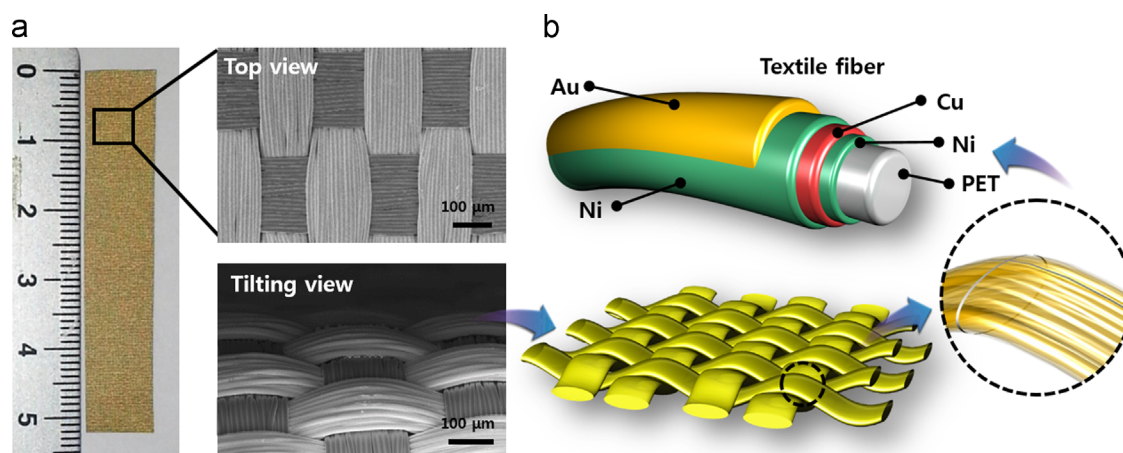 a
0
1
2
3
4
5
Top view
100 μm
Tilting view
100 μm
b
Textile fiber
Au
Cu
Ni
PET
Ni